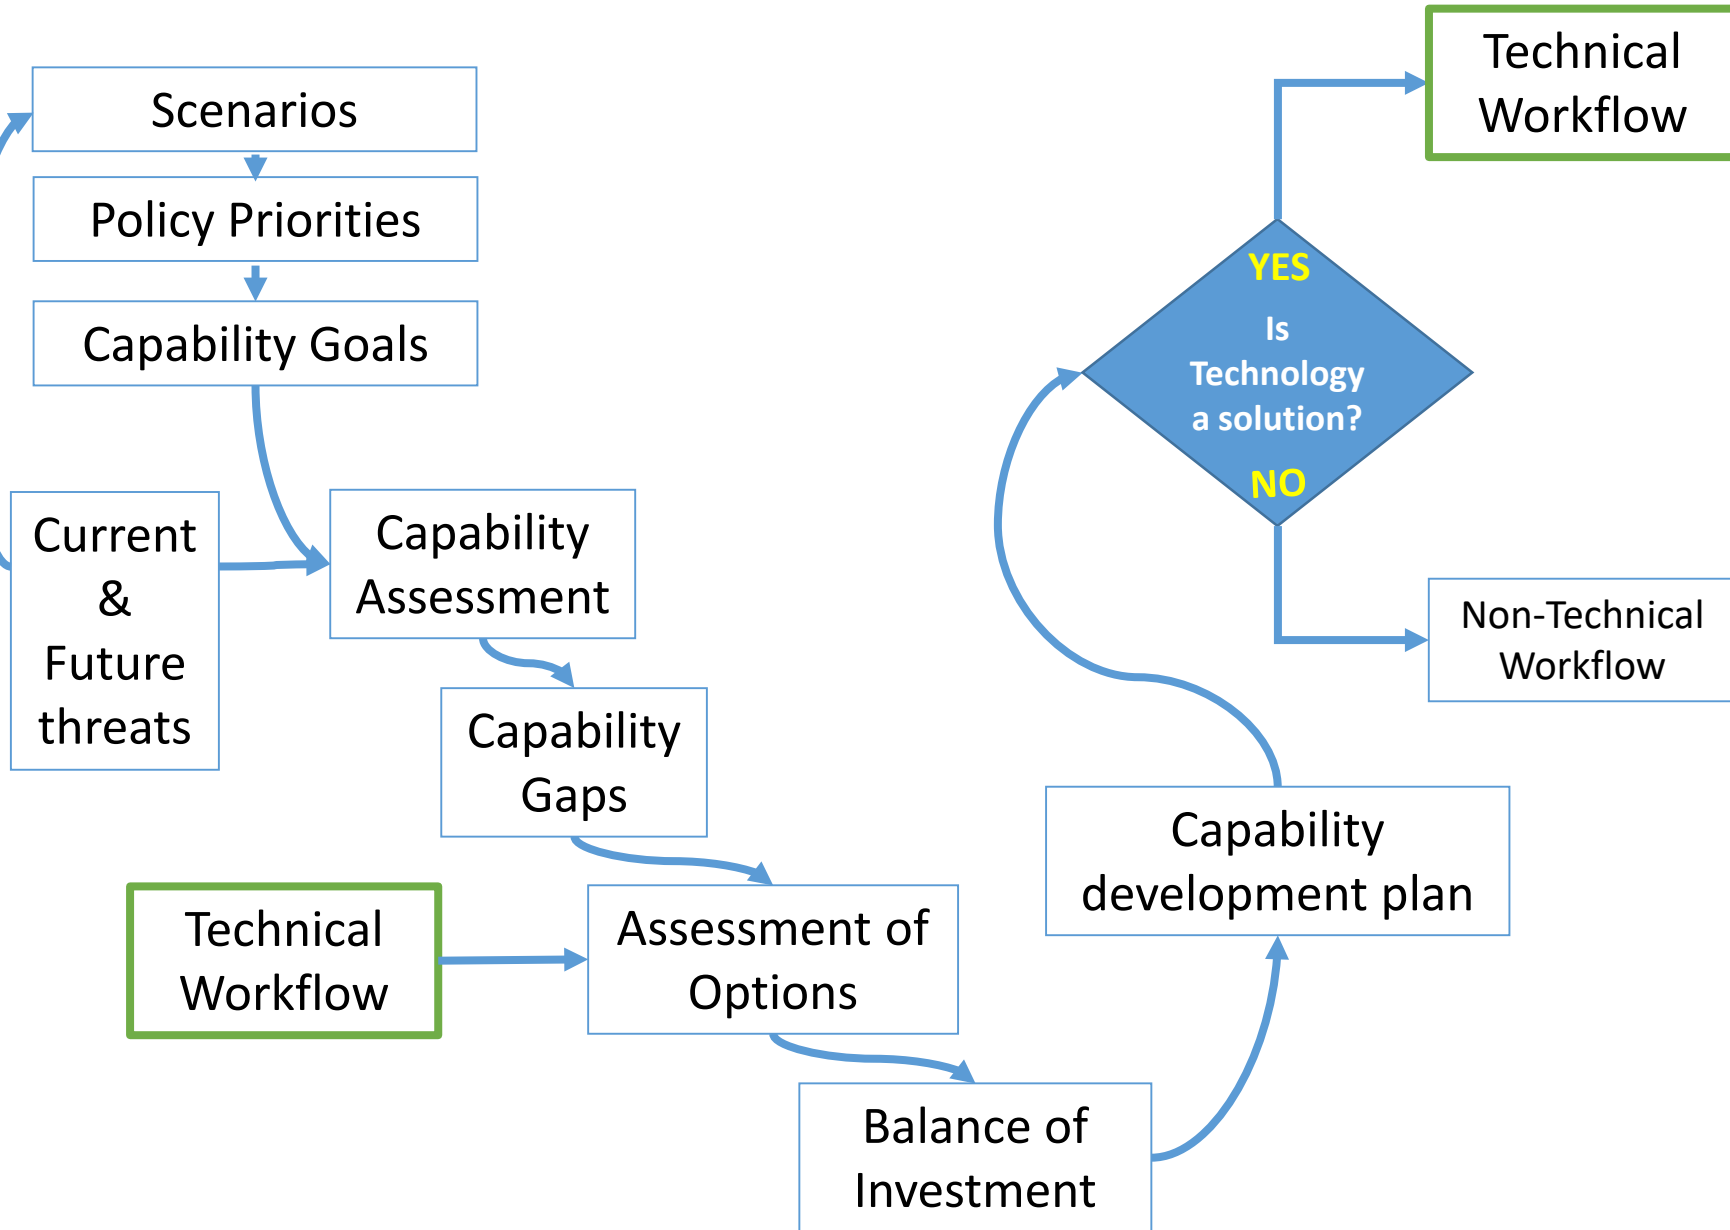 Scenarios
Policy Priorities
Capability Goals
Current
&
Future
threats
Capability
Assessment
Capability
Gaps
Technical
Workflow
Assessment of
Options
Balance of
Investment
Capability
development plan
YES
Is
Technology
a solution?
NO
Technical
Workflow
Non-Technical
Workflow